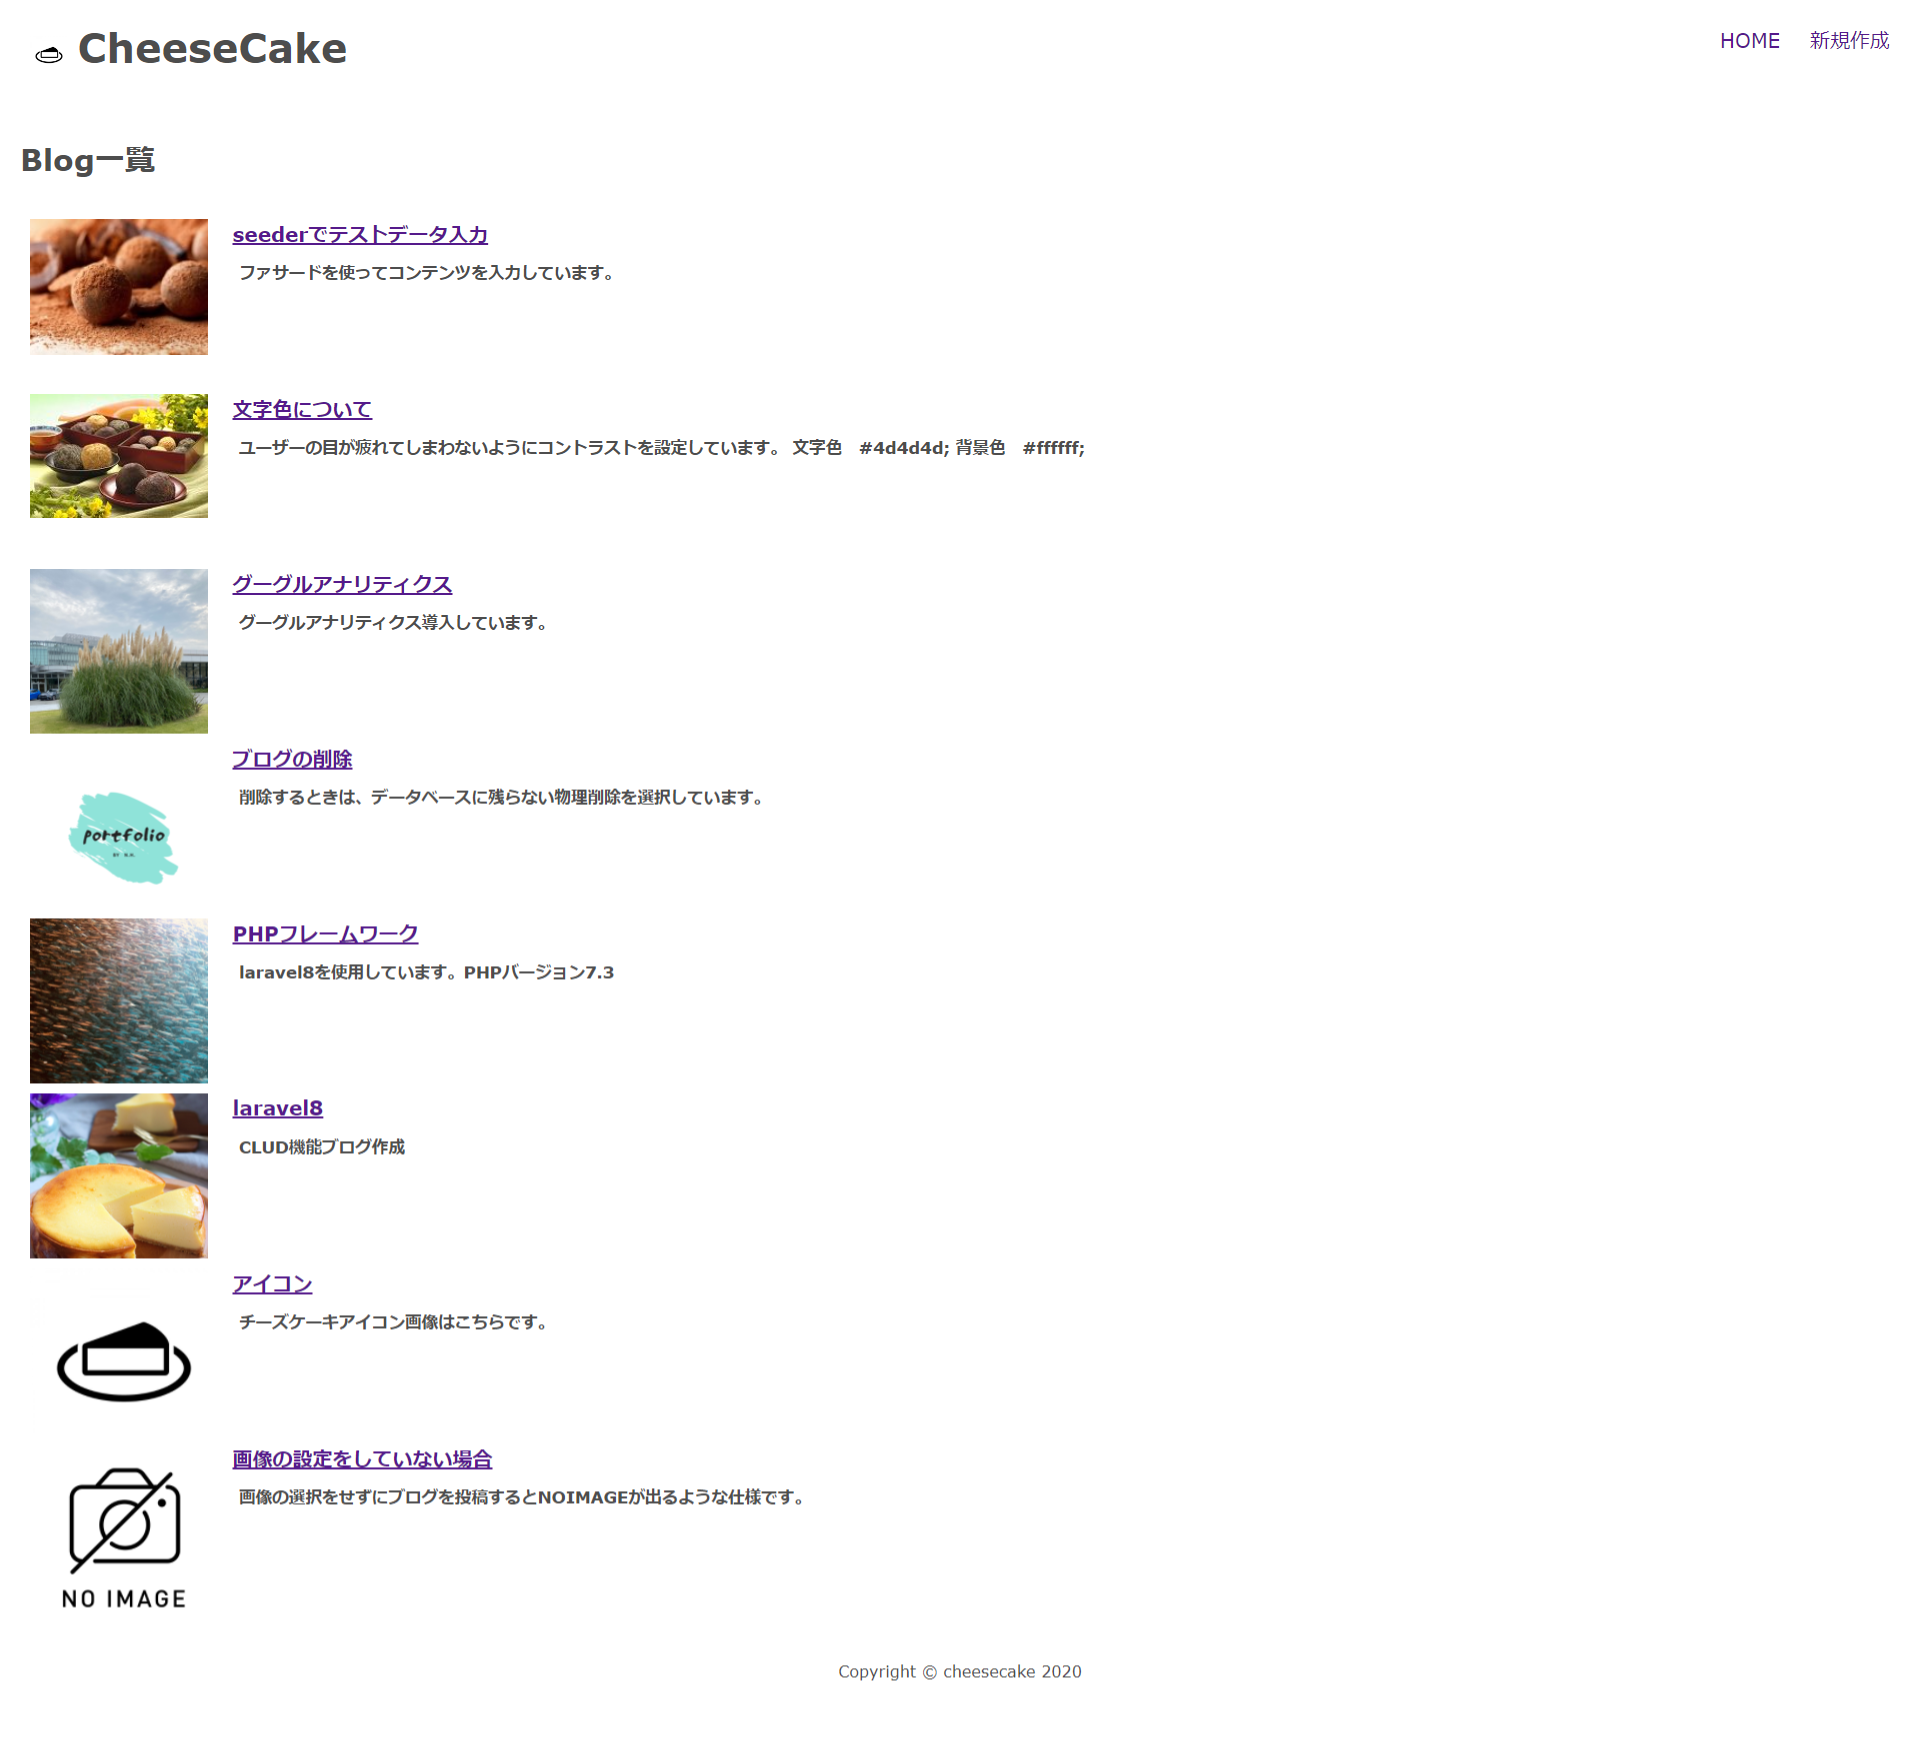 CheeseCake
HOME 新規作成
Blog一覧
seederでテストデータ入力
ファサードを使ってコンテンツを入力しています。
文字色について
ユーザーの目が疲れてしまわないようにコントラストを設定しています。 文字色　#4d4d4d; 背景色　#ffffff;
グーグルアナリティクス
グーグルアナリティクス導入しています。
ブログの削除
削除するときは、データベースに残らない物理削除を選択しています。
portfolio
PHPフレームワーク
laravel8を使用しています。PHPバージョン7.3
laravel8
CLUD機能ブログ作成
アイコン
チーズケーキアイコン画像はこちらです。
画像の設定をしていない場合
画像の選択をせずにブログを投稿するとNOIMAGEが出るような仕様です。
NO IMAGE
Copyright © cheesecake 2020